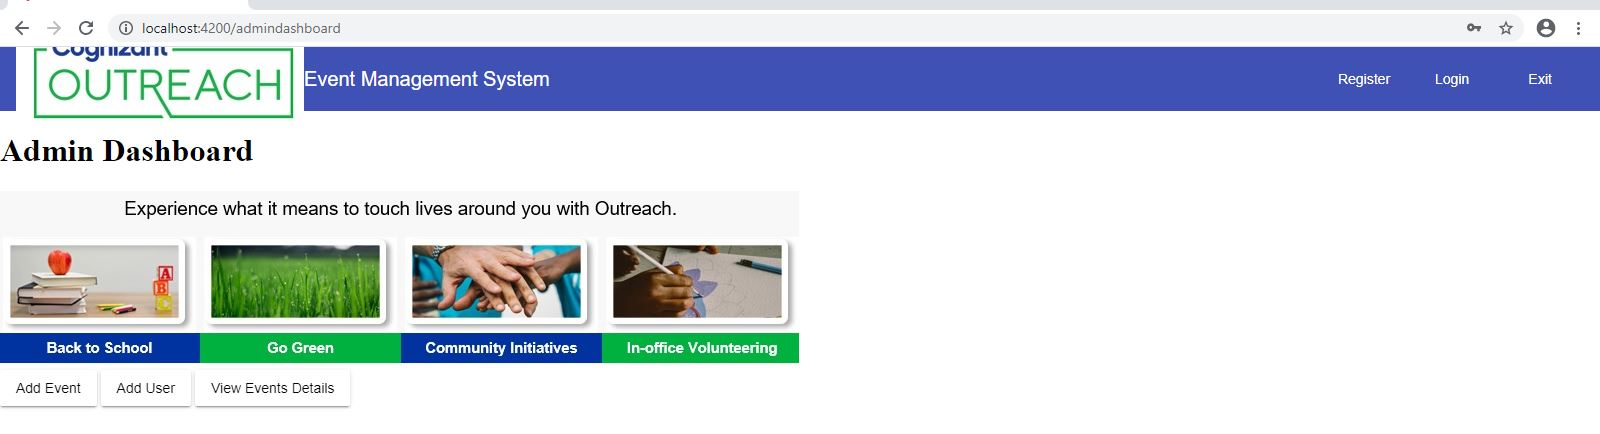 localhost:4200/admindashboard
Cognizant
OUTREACH
Event Management System
Register Login Exit
Admin Dashboard
Experience what it means to touch lives around you with Outreach.
A
B
C
Back to School Go Green Community Initiatives In-office Volunteering
Add Event Add User View Events Details